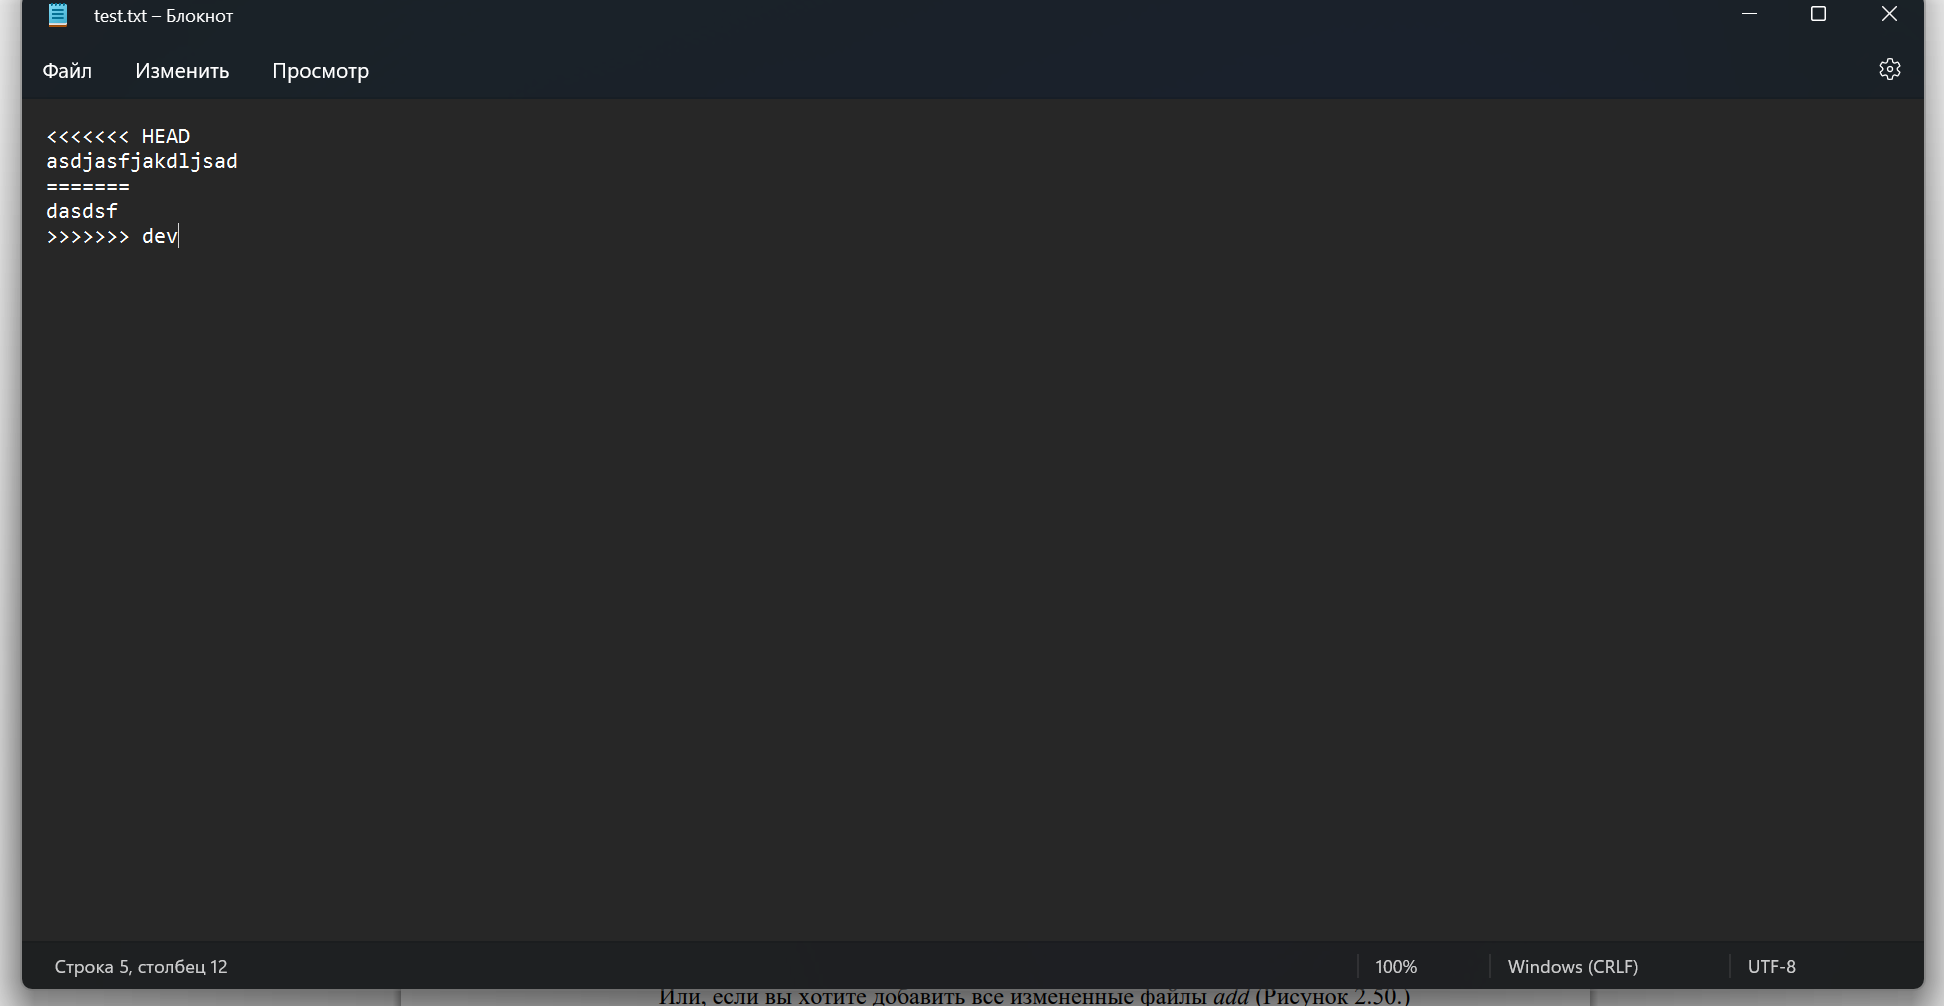 test.txt – Блокнот
Файл Изменить Просмотр
<<<<<<< HEAD
asdjasfjakdljsad
=======
dasdsf
>>>>>>> dev
Строка 5, столбец 12 100% Windows (CRLF) UTF-8
Или, если вы хотите добавить все измененные файлы add (Рисунок 2.50.)